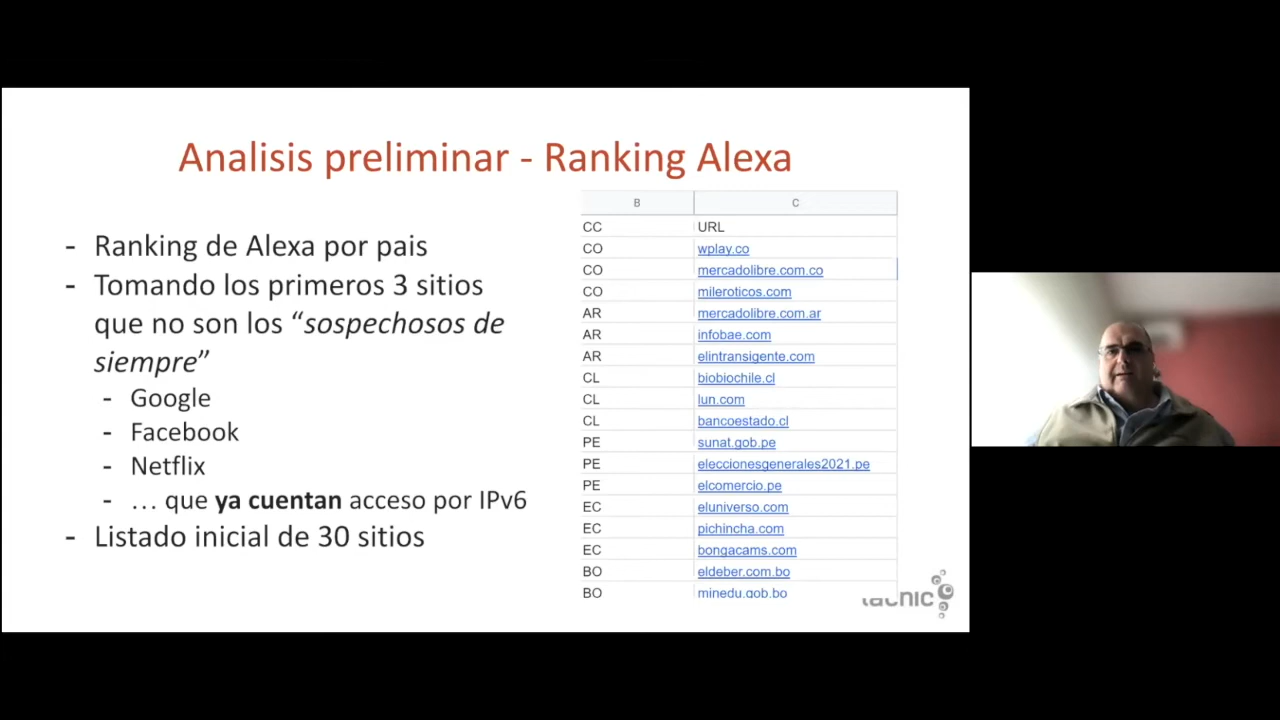 Analisis preliminar - Ranking Alexa
- Ranking de Alexa por pais
- Tomando los primeros 3 sitios
que no son los “sospechosos de
siempre”
- Google
- Facebook
- Netflix
- … que ya cuentan acceso por IPv6
- Listado inicial de 30 sitios
B C
CC URL
CO wplay.co
CO mercadolibre.com.co
CO mileroticos.com
AR mercadolibre.com.ar
AR infobae.com
AR elintransigente.com
CL biobiochile.cl
CL lun.com
CL bancoestado.cl
PE sunat.gob.pe
PE eleccionesgenerales2021.pe
PE elcomercio.pe
EC eluniverso.com
EC pichincha.com
EC bongacams.com
BO eldeber.com.bo
BO minedu.gob.bo
lacnic